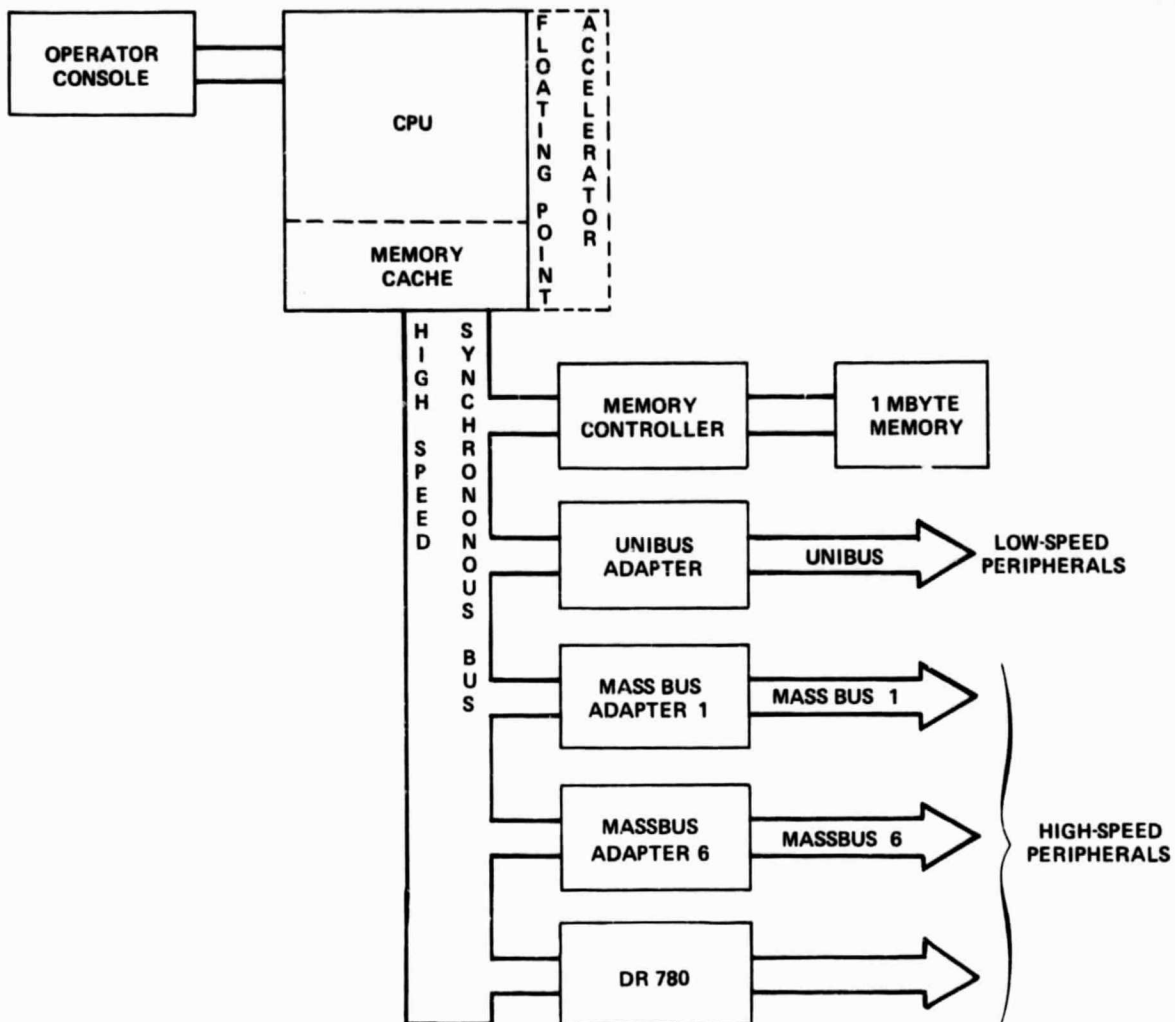 OPERATOR
CONSOLE
CPU
FLOATING POINT
ACCELERATOR
MEMORY
CACHE
HIGH SPEED
SYNCHRONONOUS BUS
MEMORY
CONTROLLER
1 MBYTE
MEMORY
UNIBUS
ADAPTER
UNIBUS
LOW-SPEED
PERIPHERALS
MASS BUS
ADAPTER 1
MASS BUS 1
MASSBUS
ADAPTER 6
MASSBUS 6
HIGH-SPEED
PERIPHERALS
DR 780